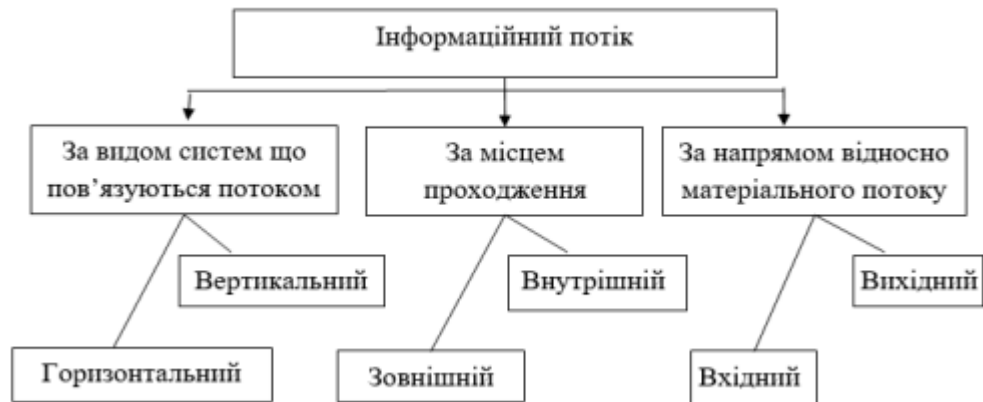 Інформаційний потік
За видом систем що
пов’язуються потоком
За місцем
проходження
За напрямом відносно
матеріального потоку
Вертикальний
Внутрішній
Вихідний
Горизонтальний
Зовнішній
Вхідний